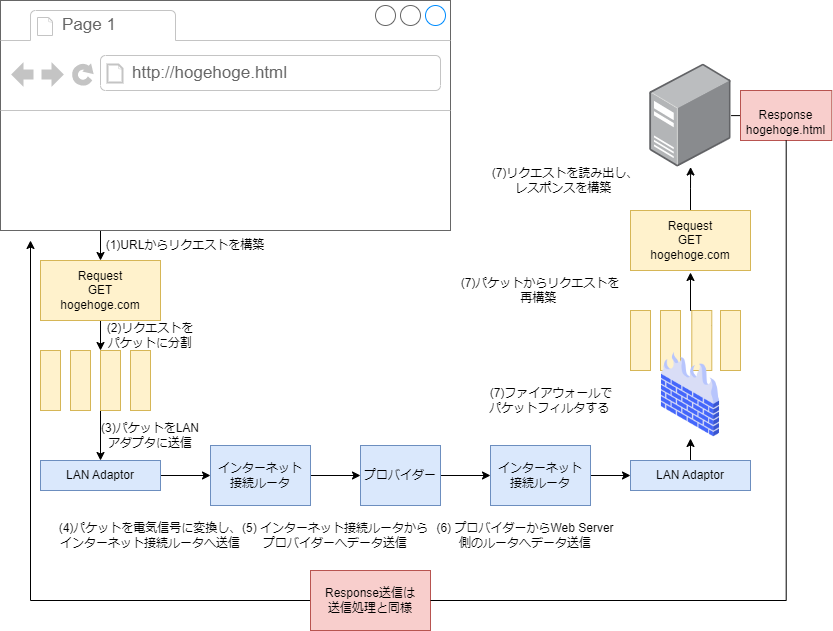 Page 1
http://hogehoge.html
Response
hogehoge.html
(7)リクエストを読み出し、
レスポンスを構築
(1)URLからリクエストを構築
Request
GET
hogehoge.com
Request
GET
hogehoge.com
(7)パケットからリクエストを
再構築
(2)リクエストを
パケットに分割
(7)ファイアウォールで
パケットフィルタする
(3)パケットをLAN
アダプタに送信
LAN Adaptor
インターネット
接続ルータ
プロバイダー
インターネット
接続ルータ
LAN Adaptor
(4)パケットを電気信号に変換し、
インターネット接続ルータへ送信
(5) インターネット接続ルータから
プロバイダーへデータ送信
(6) プロバイダーからWeb Server
側のルータへデータ送信
Response送信は
送信処理と同様